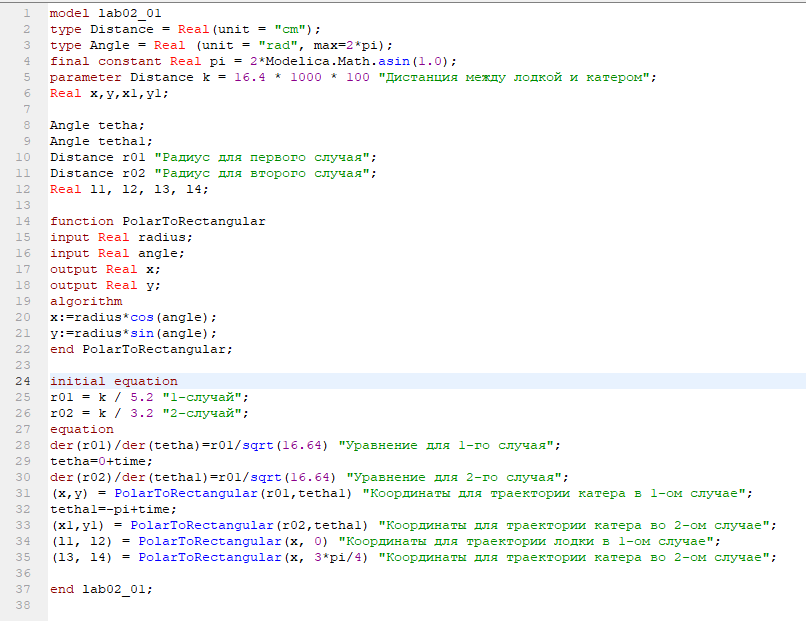 1 model lab02_01
2 type Distance = Real(unit = "cm");
3 type Angle = Real (unit = "rad", max=2*pi);
4 final constant Real pi = 2*Modelica.Math.asin(1.0);
5 parameter Distance k = 16.4 * 1000 * 100 "Дистанция между лодкой и катером";
6 Real x,y,x1,y1;
7
8 Angle tetha;
9 Angle tetha1;
10 Distance r01 "Радиус для первого случая";
11 Distance r02 "Радиус для второго случая";
12 Real l1, l2, l3, l4;
13
14 function PolarToRectangular
15 input Real radius;
16 input Real angle;
17 output Real x;
18 output Real y;
19 algorithm
20 x:=radius*cos(angle);
21 y:=radius*sin(angle);
22 end PolarToRectangular;
23
24 initial equation
25 r01 = k / 5.2 "1-случай";
26 r02 = k / 3.2 "2-случай";
27 equation
28 der(r01)/der(tetha)=r01/sqrt(16.64) "Уравнение для 1-го случая";
29 tetha=0+time;
30 der(r02)/der(tetha1)=r01/sqrt(16.64) "Уравнение для 2-го случая";
31 (x,y) = PolarToRectangular(r01,tetha1) "Координаты для траектории катера в 1-ом случае";
32 tetha1=-pi+time;
33 (x1,y1) = PolarToRectangular(r02,tetha1) "Координаты для траектории катера во 2-ом случае";
34 (l1, l2) = PolarToRectangular(x, 0) "Координаты для траектории лодки в 1-ом случае";
35 (l3, l4) = PolarToRectangular(x, 3*pi/4) "Координаты для траектории катера во 2-ом случае";
36
37 end lab02_01;
38